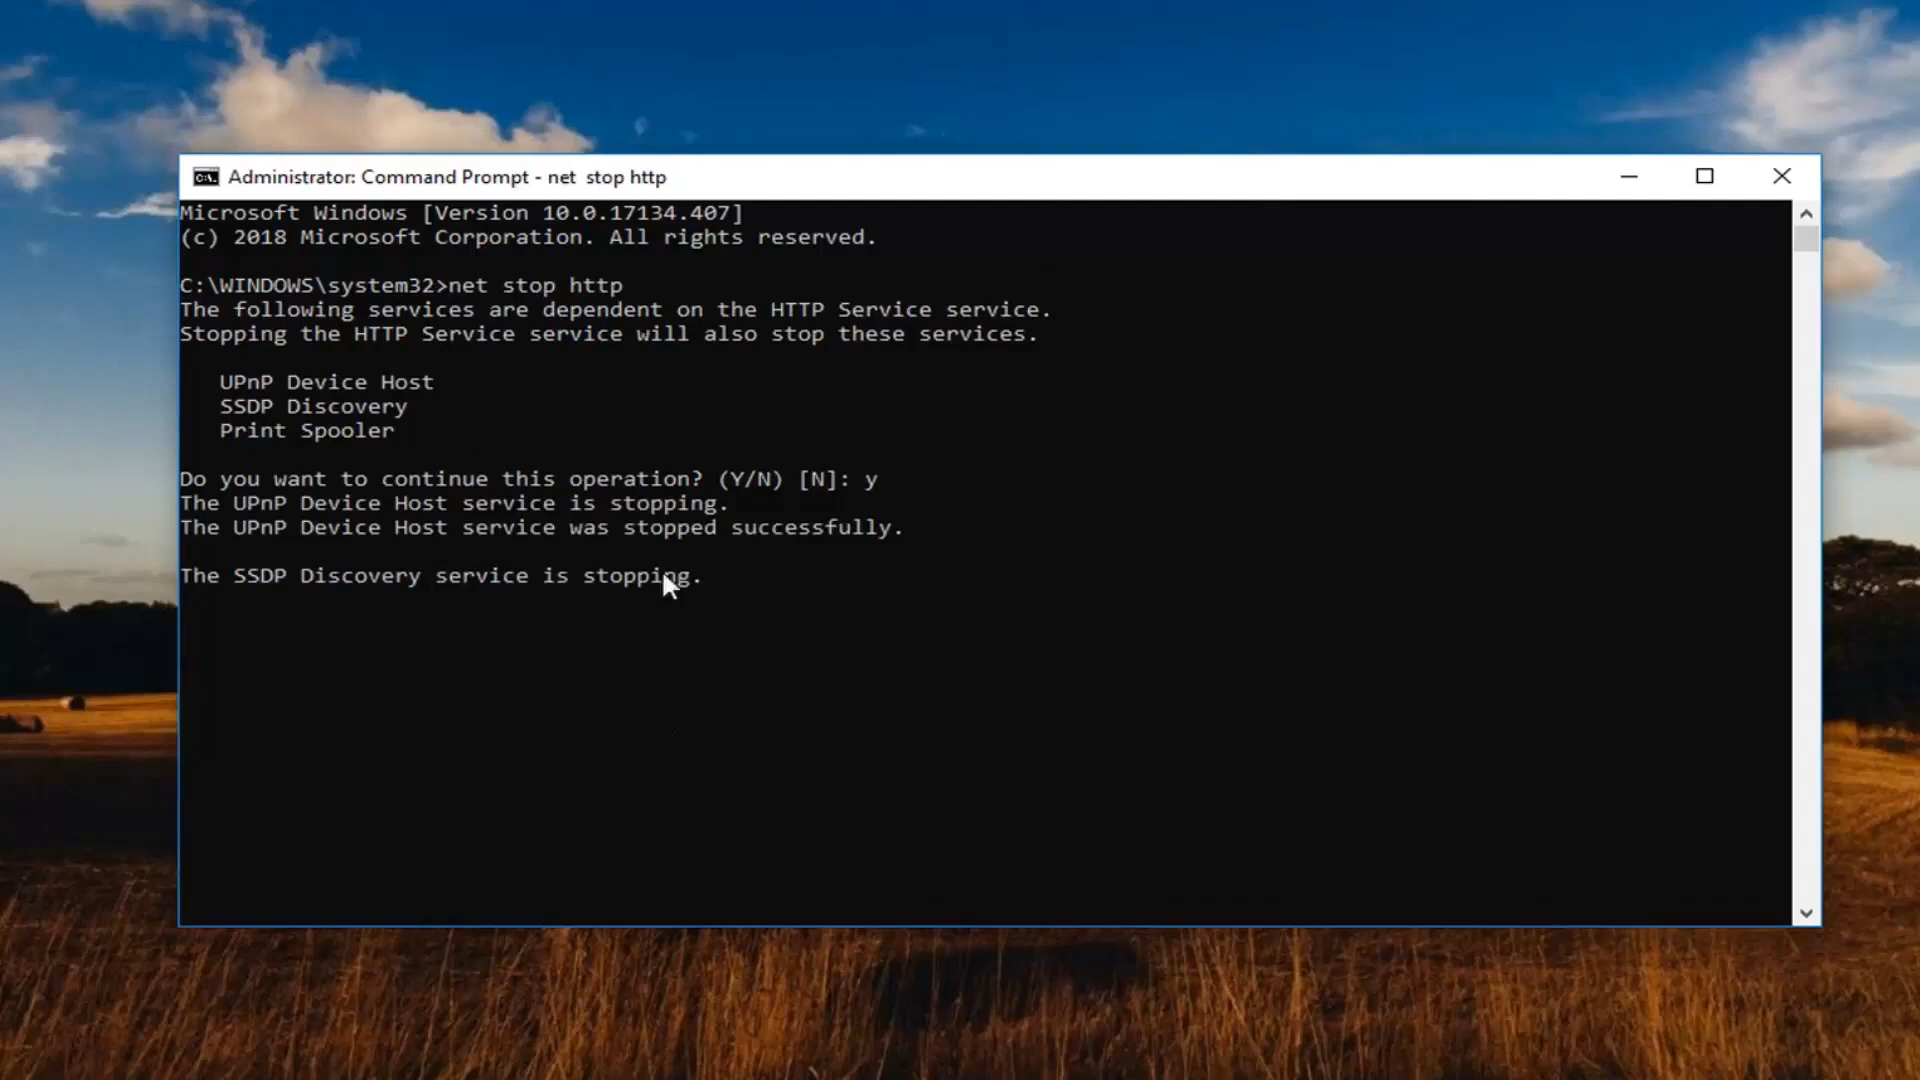 Administrator: Command Prompt - net  stop http
Microsoft Windows [Version 10.0.17134.407]
(c) 2018 Microsoft Corporation. All rights reserved.
C:\WINDOWS\system32>net stop http
The following services are dependent on the HTTP Service service.
Stopping the HTTP Service service will also stop these services.
UPnP Device Host
SSDP Discovery
Print Spooler
Do you want to continue this operation? (Y/N) [N]: y
The UPnP Device Host service is stopping.
The UPnP Device Host service was stopped successfully.
The SSDP Discovery service is stopping.